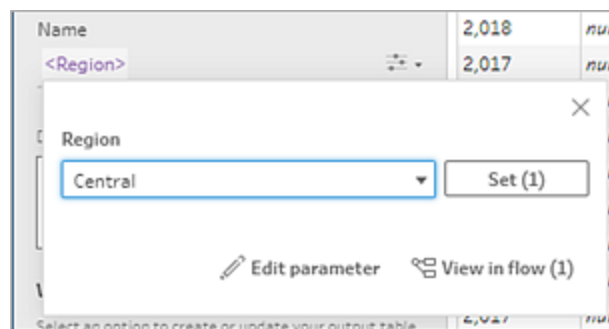 Name
2,018
<Region>
2,017
Region
Central
Set (1)
Edit parameter
View in flow (1)
Select an option to create or update your output table
2,017